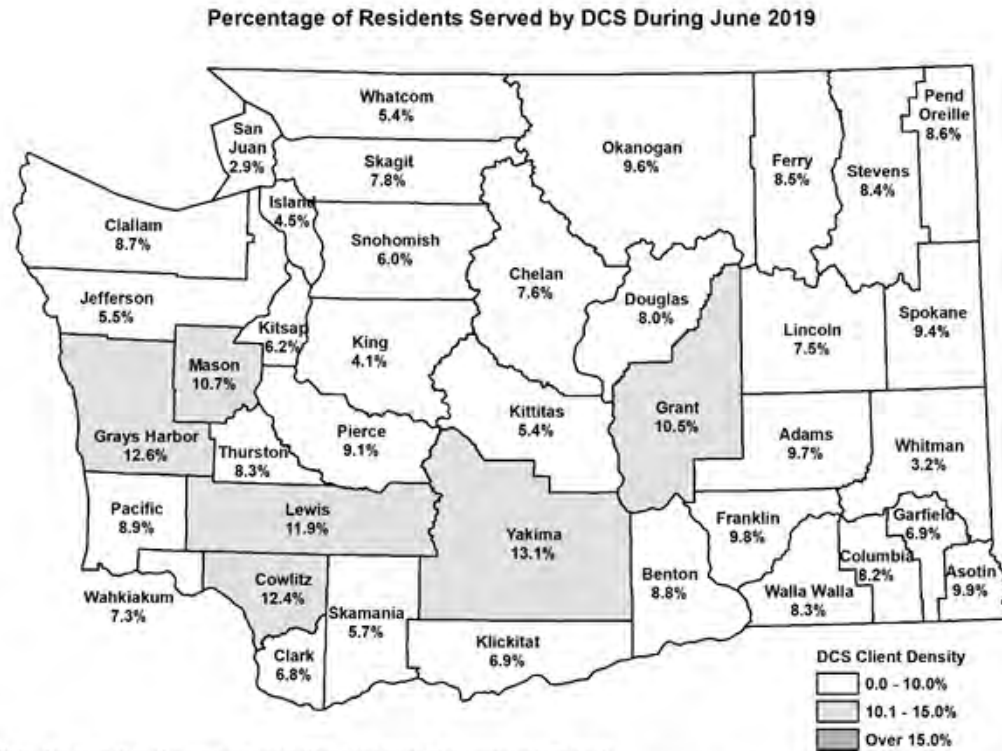 Percentage of Residents Served by DCS During June 2019
Whatcom
5.4%
San
Juan
2.9%
Skagit
7.8%
Okanogan
9.6%
Ferry
8.5%
Stevens
8.4%
Pend
Oreille
8.6%
Island
4.5%
Clallam
8.7%
Snohomish
6.0%
Chelan
7.6%
Douglas
8.0%
Jefferson
5.5%
Kitsap
6.2%
King
4.1%
Lincoln
7.5%
Spokane
9.4%
Mason
10.7%
Grays Harbor
12.6%
Thurston
8.3%
Pierce
9.1%
Kittitas
5.4%
Grant
10.5%
Adams
9.7%
Whitman
3.2%
Pacific
8.9%
Lewis
11.9%
Yakima
13.1%
Franklin
9.8%
Garfield
6.9%
Columbia
8.2%
Asotin
9.9%
Benton
8.8%
Walla Walla
8.3%
Wahkiakum
7.3%
Cowlitz
12.4%
Skamania
5.7%
Klickitat
6.9%
Clark
6.8%
DCS Client Density
0.0 - 10.0%
10.1 - 15.0%
Over 15.0%